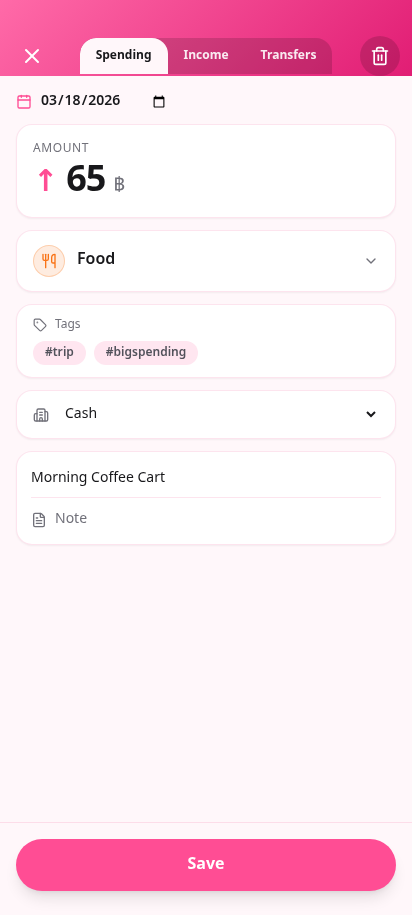 Spending Income Transfers
03/18/2026
AMOUNT
↑ 65 ฿
Food
Tags
#trip #bigspending
Cash
Morning Coffee Cart
Note
Save